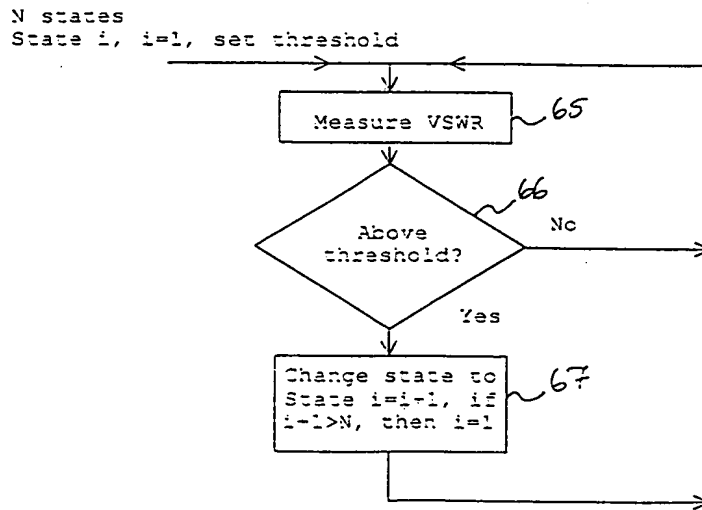 N states
State i, i=1, set threshold
Measure VSWR
65
66
Above
threshold?
No
Yes
Change state to
State i=i+1, if
i+1>N, then i=1
67